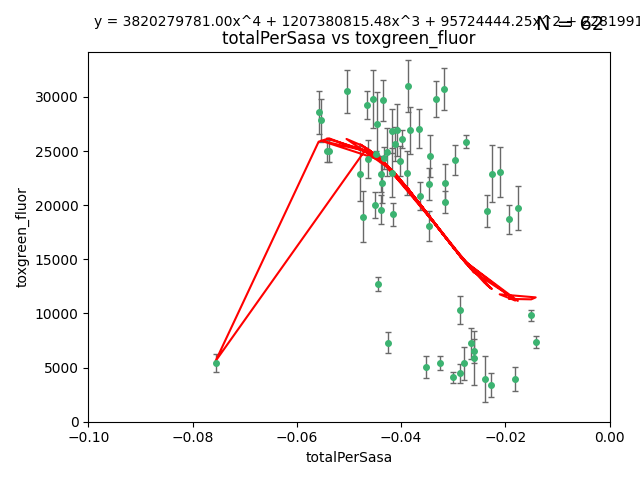 y = 3820279781.00x^4 + 1207380815.48x^3 + 95724444.25x^2 +
N = 62
totalPerSasa vs toxgreen_fluor
30000
25000
20000
15000
10000
5000
0
toxgreen_fluor
−0.10 −0.08 −0.06 −0.04 −0.02 0.00
totalPerSasa